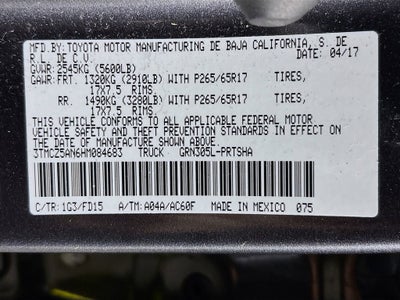 MFD.BY:TOYOTA MOTOR MANUFACTURING DE BAJA CALIFORNIA, S. DE
R.L. DE C.V. DATE: 04/17
GVWR:2545KG (5600LB)
GAWR:FRT. 1320KG (2910LB) WITH P265/65R17 TIRES,
17X7.5 RIMS.
RR. 1490KG (3280LB) WITH P265/65R17 TIRES,
17X7.5 RIMS.
THIS VEHICLE CONFORMS TO ALL APPLICABLE FEDERAL MOTOR
VEHICLE SAFETY AND THEFT PREVENTION STANDARDS IN EFFECT ON
THE DATE OF MANUFACTURE SHOWN ABOVE.
3TMCZ5AN6HM084683 TRUCK GRN305L-PRTSHA
C/TR:1G3/FD15 A/TM:A04A/AC60F MADE IN MEXICO 075